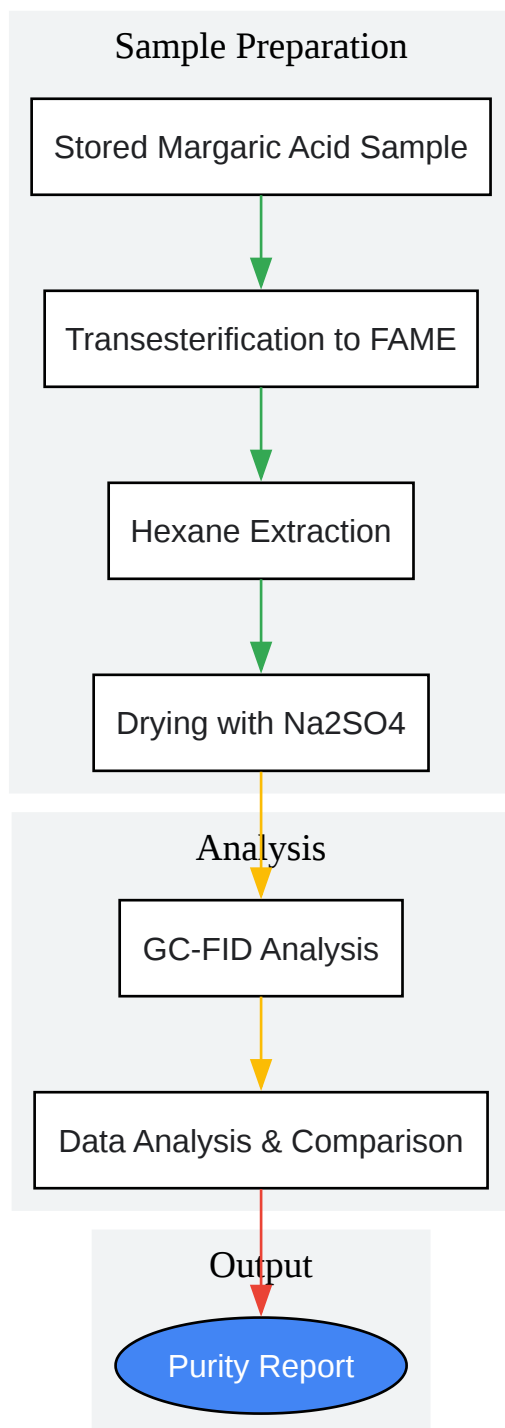 Sample Preparation
Stored Margaric Acid Sample
Transesterification to FAME
Hexane Extraction
Drying with Na2SO4
Analysis
GC-FID Analysis
Data Analysis & Comparison
Output
Purity Report